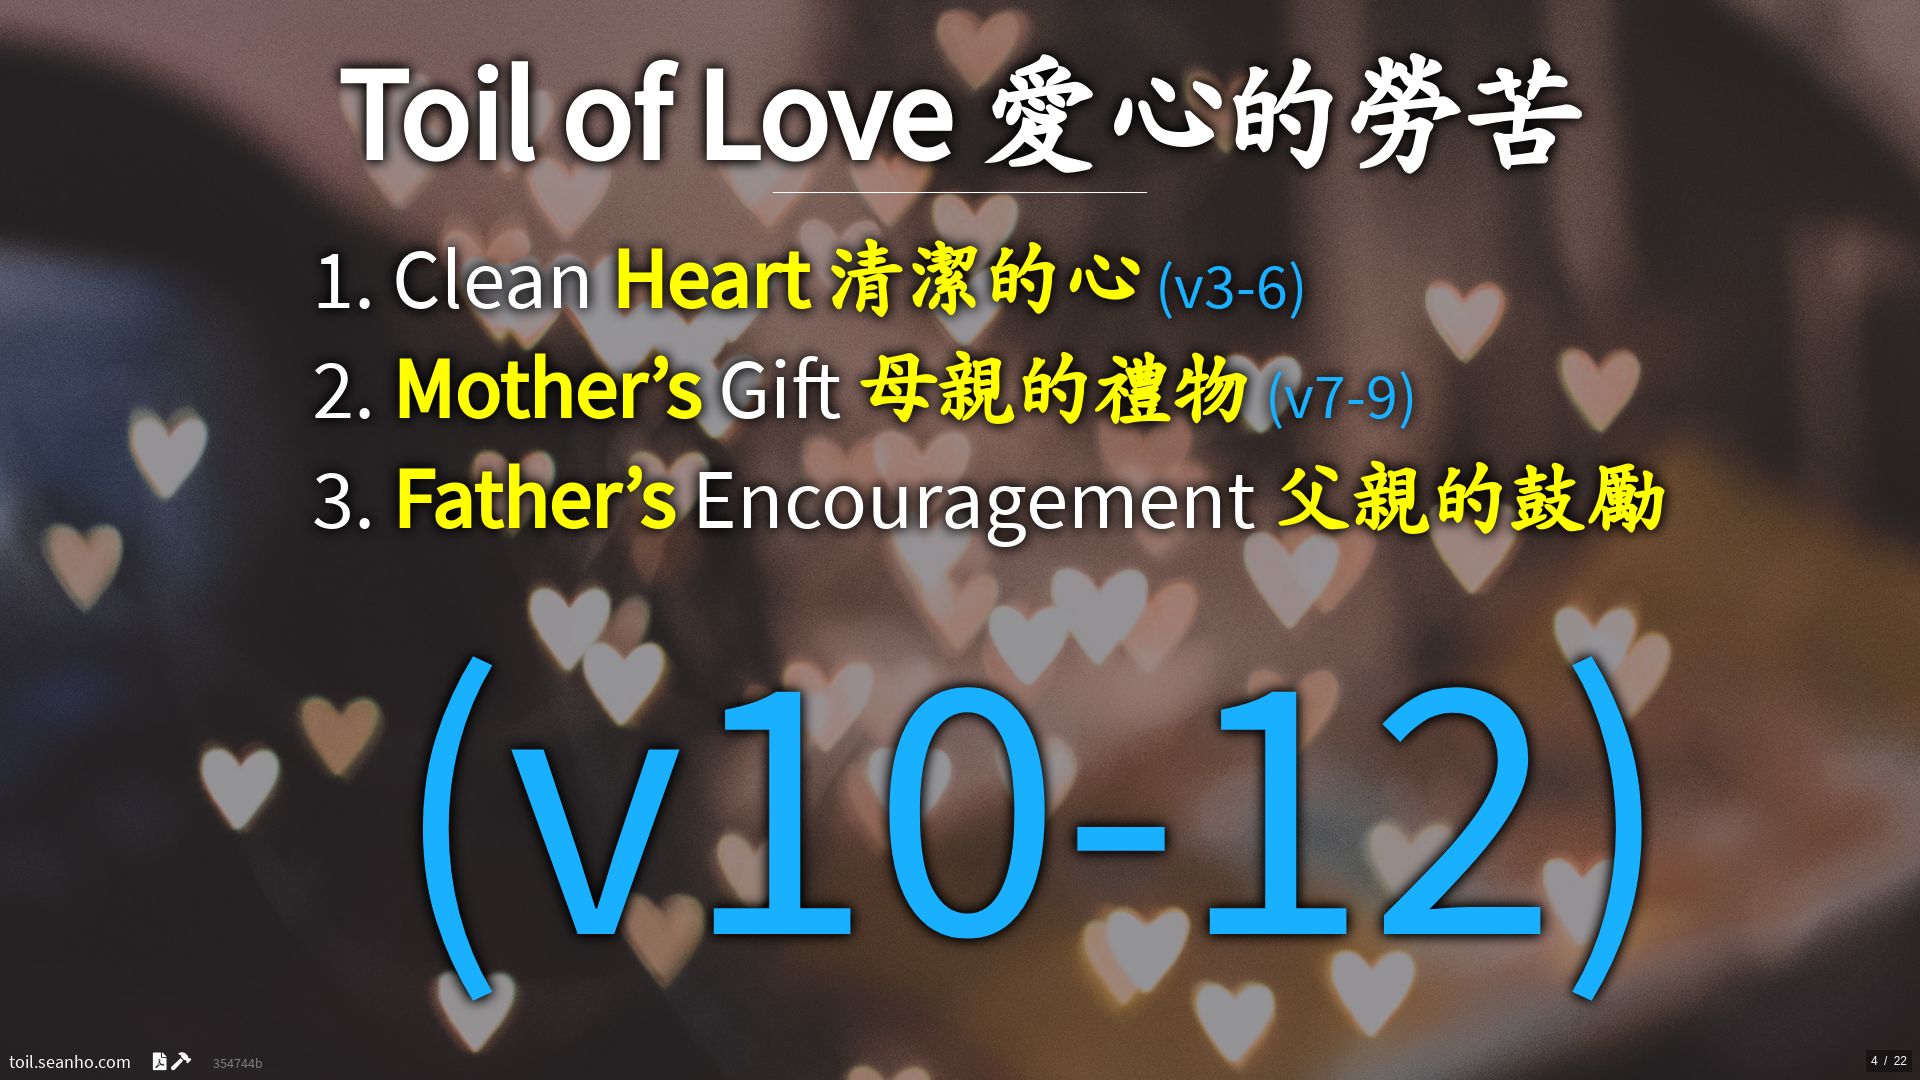 Toil of Love 愛心的勞苦
1. Clean Heart 清潔的心 (v3-6)
2. Mother’s Gift 母親的禮物 (v7-9)
3. Father’s Encouragement 父親的鼓勵
(v10-12)
toil.seanho.com 354744b
4 / 22